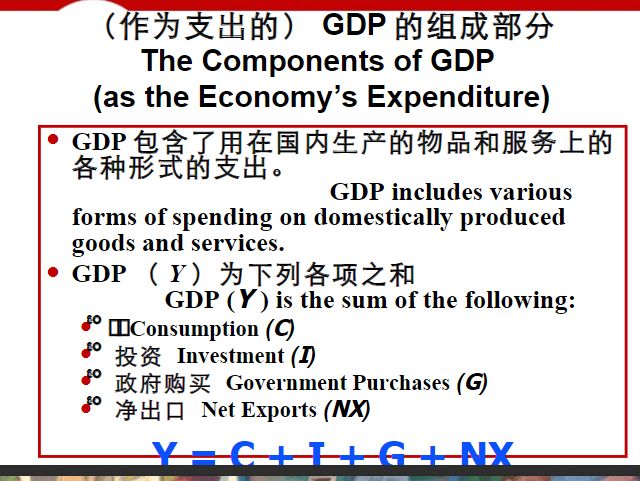 （作为支出的） GDP 的组成部分
The Components of GDP
(as the Economy’s Expenditure)
GDP 包含了用在国内生产的物品和服务上的
各种形式的支出。
GDP includes various
forms of spending on domestically produced
goods and services.
GDP （ Y ）为下列各项之和
GDP (Y ) is the sum of the following:
Consumption (C)
投资 Investment (I)
政府购买 Government Purchases (G)
净出口 Net Exports (NX)
Y = C + I + G + NX